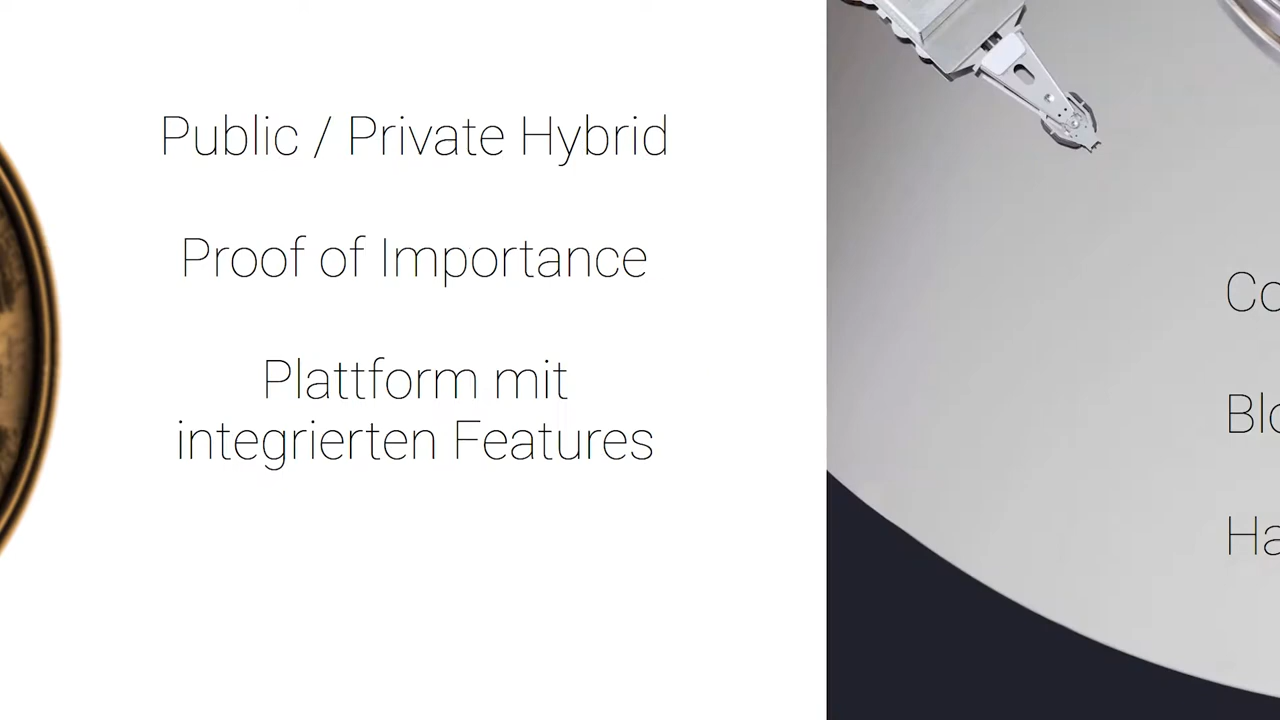 Public / Private Hybrid
Proof of Importance
Plattform mit
integrierten Features